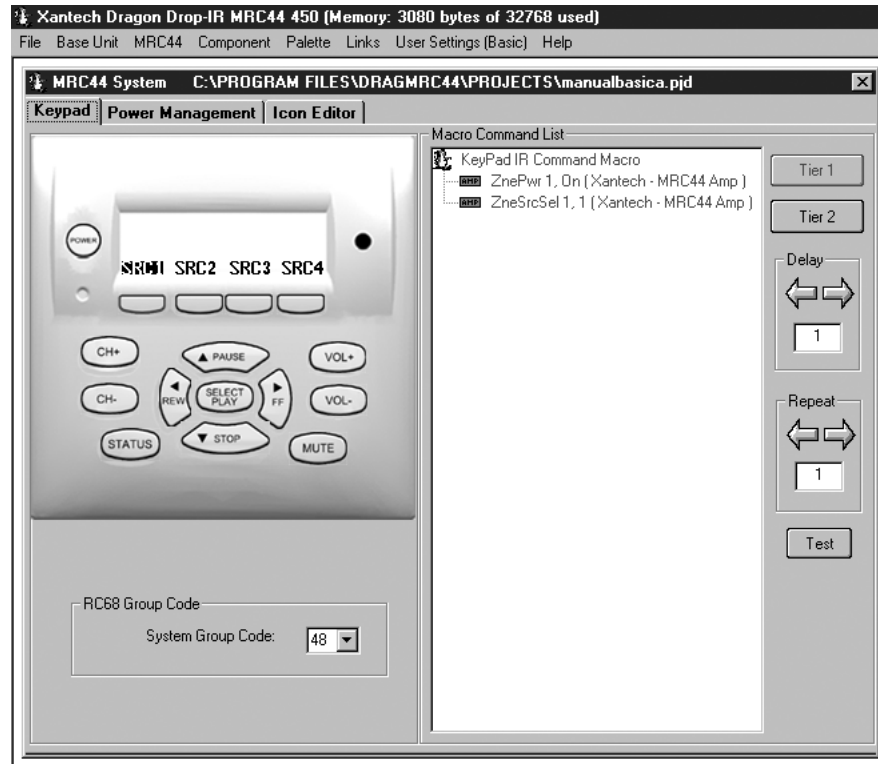 Xantech Dragon Drop-IR MRC44 450 (Memory: 3080 bytes of 32768 used)
File Base Unit MRC44 Component Palette Links User Settings (Basic) Help
MRC44 System C:\PROGRAM FILES\DRAGMRC44\PROJECTS\manualbasica.pjd
Keypad Power Management Icon Editor
POWER
SRC2 SRC3 SRC4
CH+
PAUSE
VOL+
CH-
REW
SELECT
PLAY
FF
VOL-
STATUS
STOP
MUTE
RC68 Group Code
System Group Code: 48
Macro Command List
KeyPad IR Command Macro
AMP ZnePwr 1, On ( Xantech - MRC44 Amp )
AMP ZneSrcSel 1, 1 ( Xantech - MRC44 Amp )
Tier 1
Tier 2
Delay
1
Repeat
1
Test